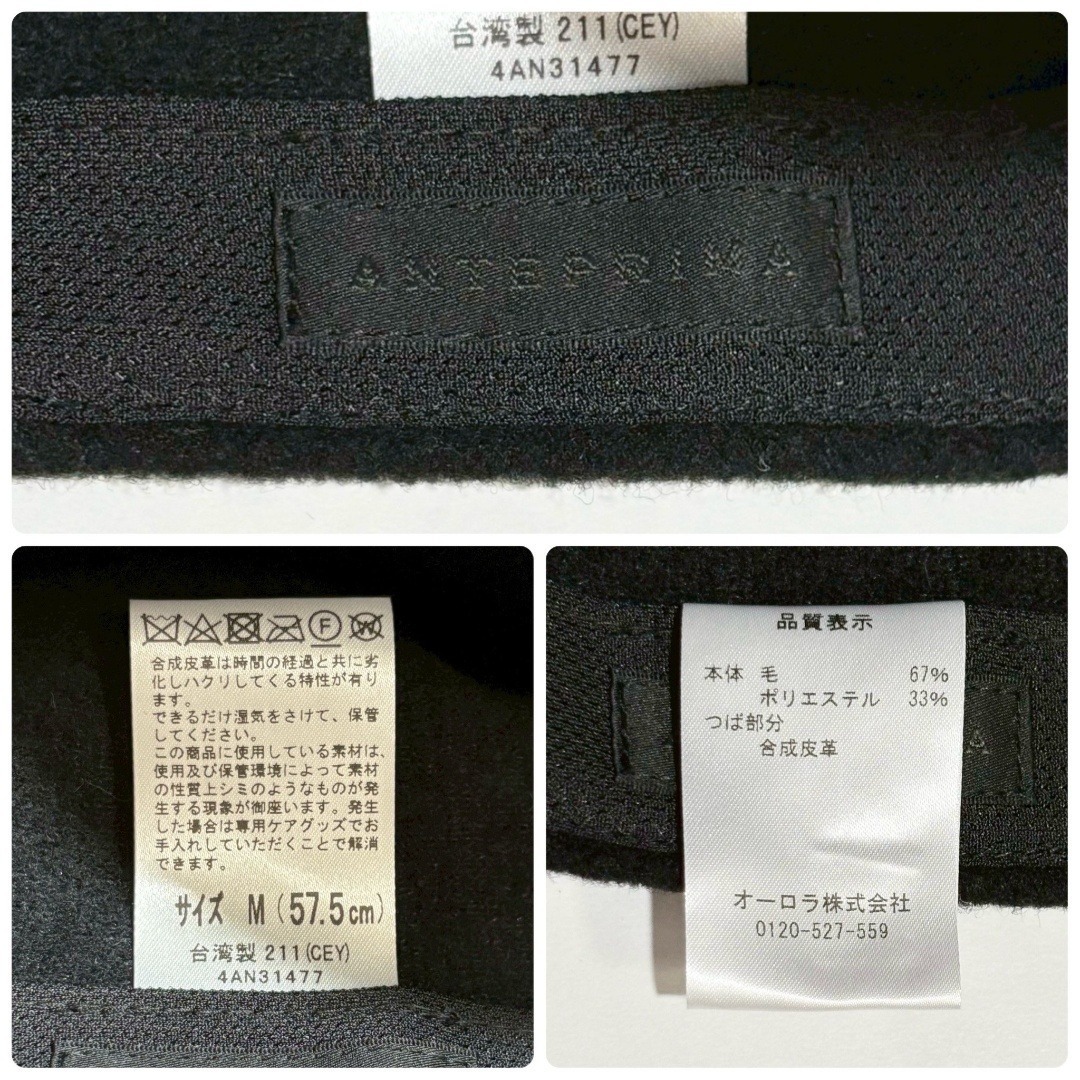 台湾製 211(CEY)
4AN31477
ANTEPRIMA
F
W
合成皮革は時間の経過と共に劣
化しハクリしてくる特性が有り
ます。
できるだけ湿気をさけて、保管
してください。
この商品に使用している素材は、
使用及び保管環境によって素材
の性質上シミのようなものが発
生する現象が御座います。発生
した場合は専用ケアグッズでお
手入れしていただくことで解消
できます。
サイズ M(57.5cm)
台湾製 211(CEY)
4AN31477
品質表示
本体 毛 67%
ポリエステル 33%
つば部分
合成皮革
A
オーロラ株式会社
0120-527-559